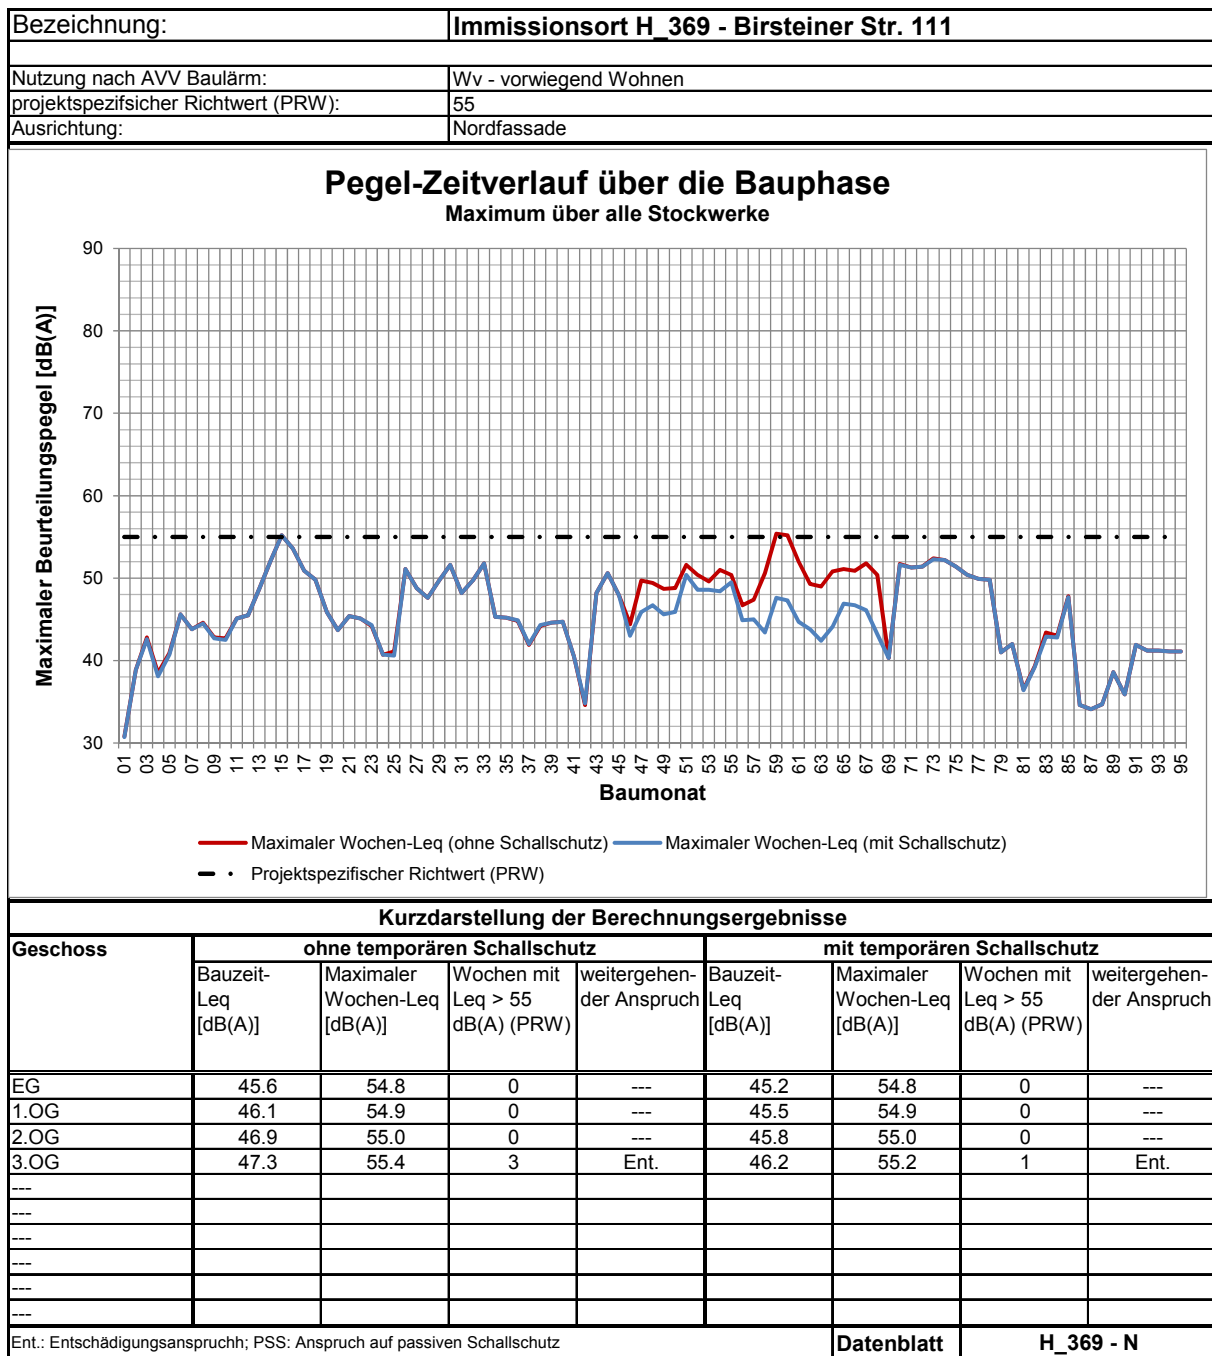 Bezeichnung: Immissionsort H_369 - Birsteiner Str. 111
Nutzung nach AVV Baulärm: Wv - vorwiegend Wohnen
projektspezifsicher Richtwert (PRW): 55
Ausrichtung: Nordfassade
Pegel-Zeitverlauf über die Bauphase
Maximum über alle Stockwerke
Maximaler Beurteilungspegel [dB(A)]
90
80
70
60
50
40
30
01 03 05 07 09 11 13 15 17 19 21 23 25 27 29 31 33 35 37 39 41 43 45 47 49 51 53 55 57 59 61 63 65 67 69 71 73 75 77 79 81 83 85 87 89 91 93 95
Baumonat
Maximaler Wochen-Leq (ohne Schallschutz) Maximaler Wochen-Leq (mit Schallschutz)
Projektspezifischer Richtwert (PRW)
Kurzdarstellung der Berechnungsergebnisse
Geschoss ohne temporären Schallschutz mit temporären Schallschutz
Bauzeit- Maximaler Wochen mit weitergehen- Bauzeit- Maximaler Wochen mit weitergehen-
Leq Wochen-Leq Leq > 55 der Anspruch Leq Wochen-Leq Leq > 55 der Anspruch
[dB(A)] [dB(A)] dB(A) (PRW) [dB(A)] [dB(A)] dB(A) (PRW)
EG 45.6 54.8 0 --- 45.2 54.8 0 ---
1.OG 46.1 54.9 0 --- 45.5 54.9 0 ---
2.OG 46.9 55.0 0 --- 45.8 55.0 0 ---
3.OG 47.3 55.4 3 Ent. 46.2 55.2 1 Ent.
---
---
---
---
---
---
Ent.: Entschädigungsanspruchh; PSS: Anspruch auf passiven Schallschutz Datenblatt H_369 - N